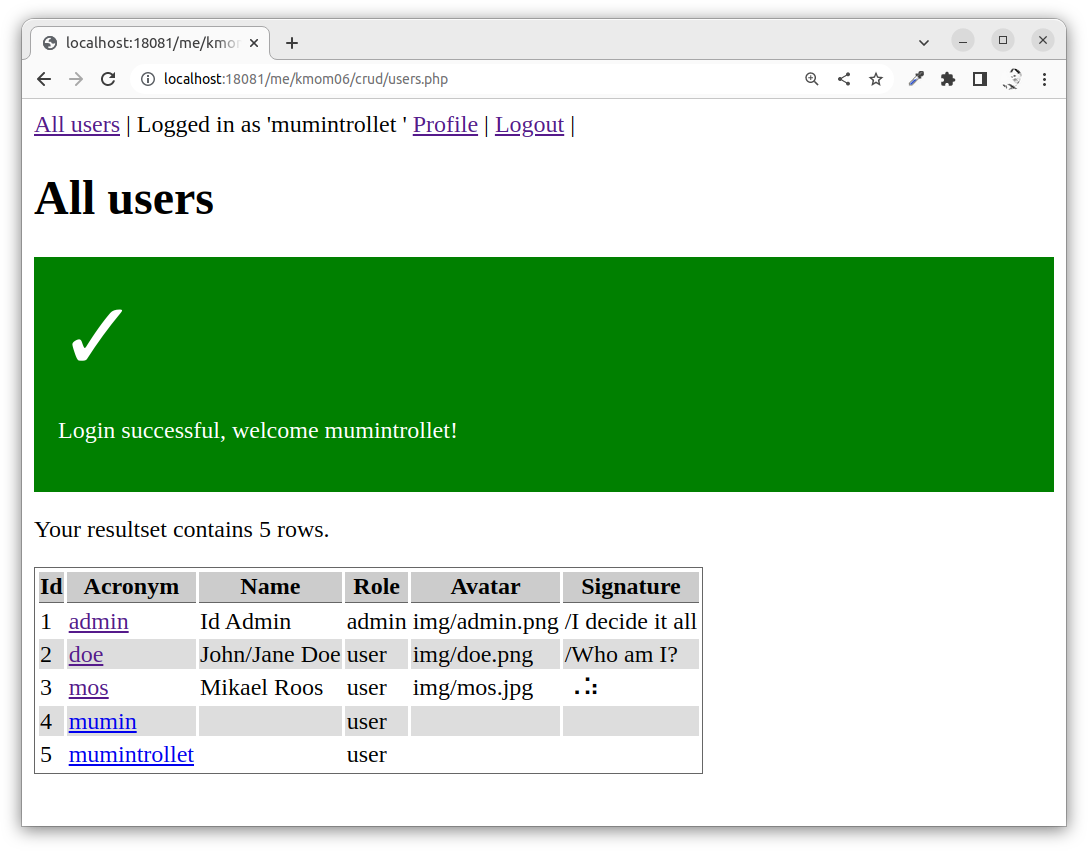 localhost:18081/me/kmo
localhost:18081/me/kmom06/crud/users.php
All users | Logged in as 'mumintrollet ' Profile | Logout |
All users
✓
Login successful, welcome mumintrollet!
Your resultset contains 5 rows.
Id Acronym Name Role Avatar Signature
1 admin Id Admin admin img/admin.png /I decide it all
2 doe John/Jane Doe user img/doe.png /Who am I?
3 mos Mikael Roos user img/mos.jpg
4 mumin user
5 mumintrollet user